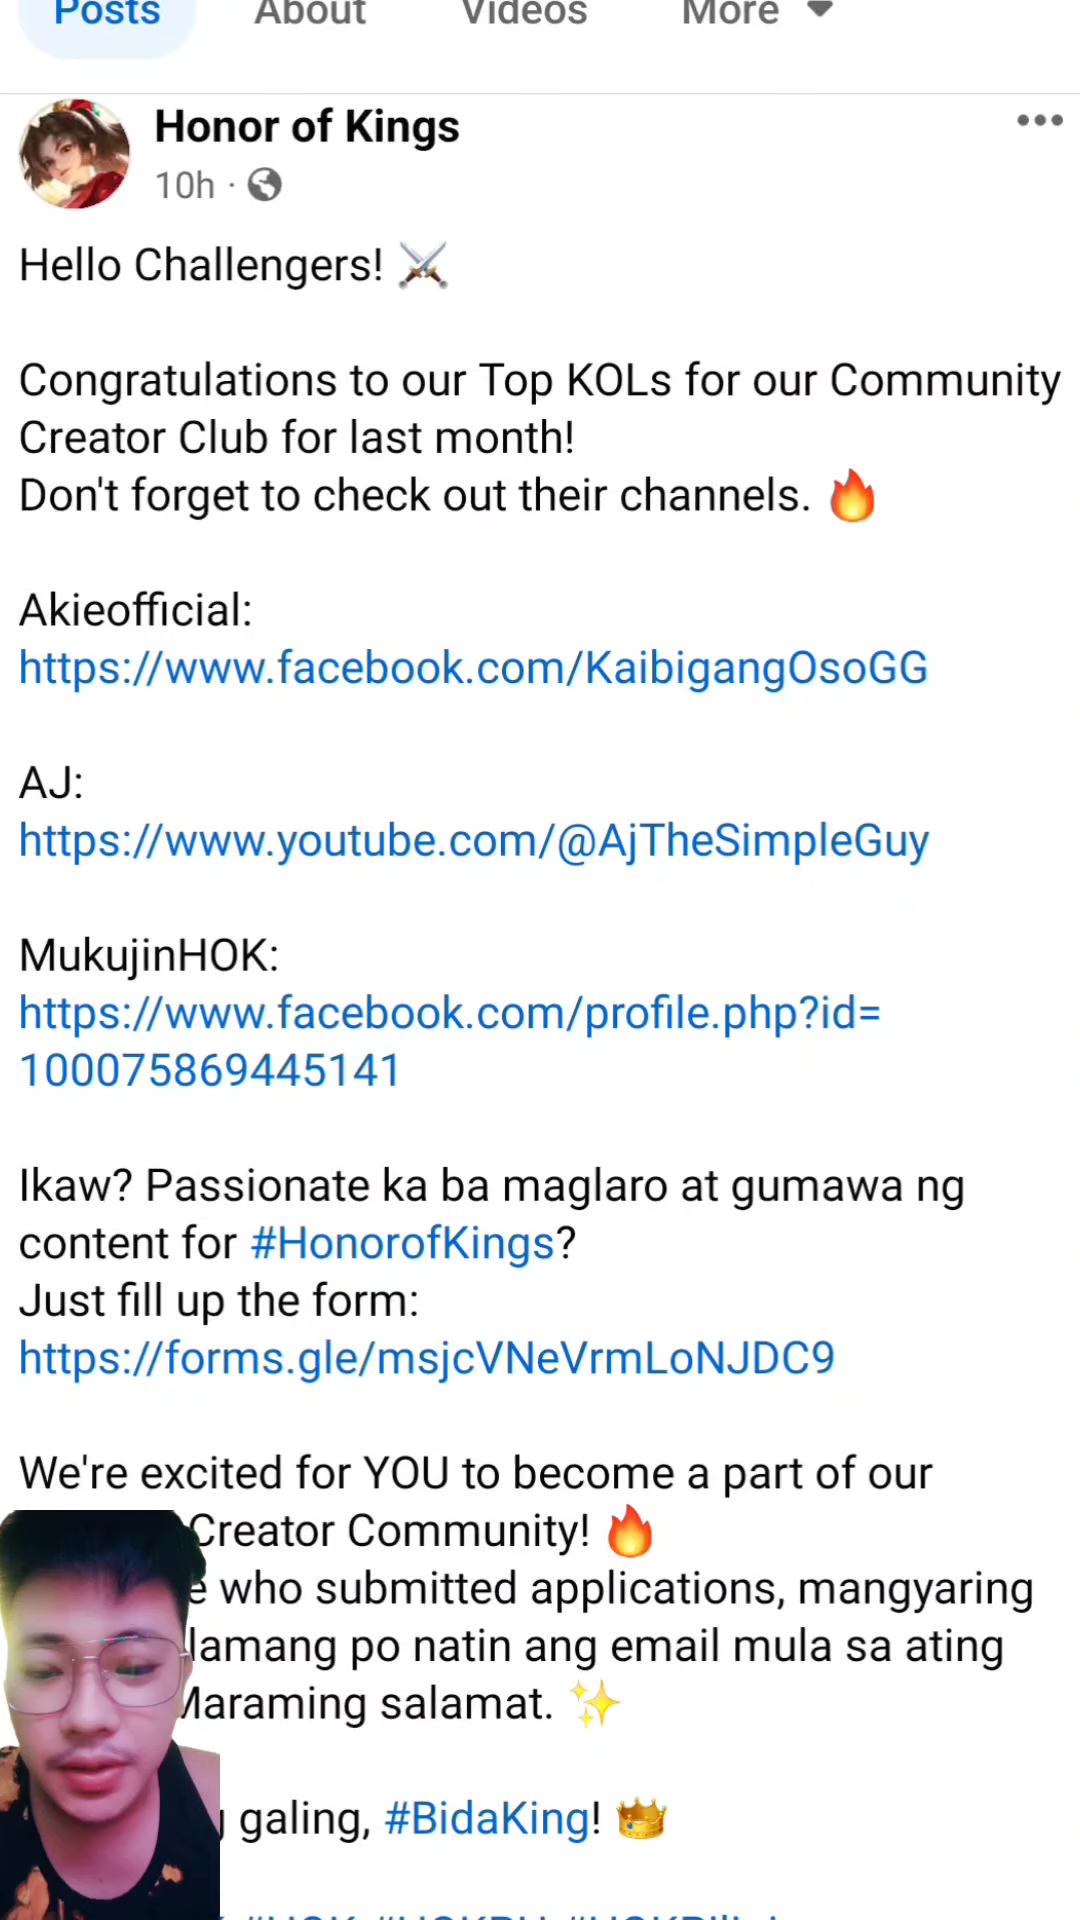 Posts About Videos More
Honor of Kings
10h
Hello Challengers!
Congratulations to our Top KOLs for our Community
Creator Club for last month!
Don't forget to check out their channels.
Akieofficial:
https://www.facebook.com/KaibigangOsoGG
AJ:
https://www.youtube.com/@AjTheSimpleGuy
MukujinHOK:
https://www.facebook.com/profile.php?id=
100075869445141
Ikaw? Passionate ka ba maglaro at gumawa ng
content for #HonorofKings?
Just fill up the form:
https://forms.gle/msjcVNeVrmLoNJDC9
We're excited for YOU to become a part of our
Creator Community!
who submitted applications, mangyaring
lamang po natin ang email mula sa ating
Maraming salamat.
galing, #BidaKing!
#HOK #HOKPH